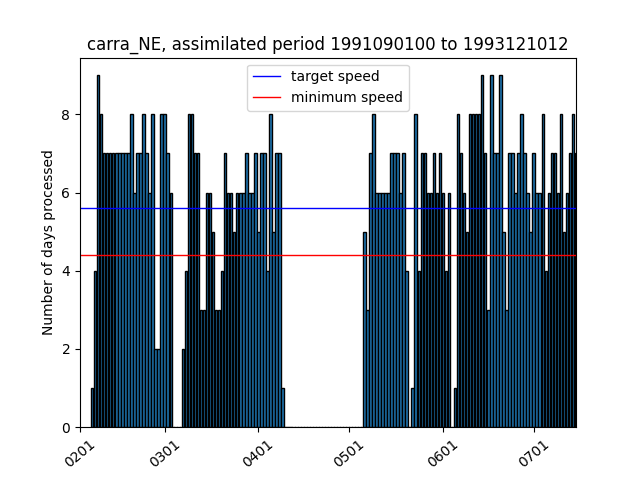 carra_NE, assimilated period 1991090100 to 1993121012
target speed
minimum speed
Number of days processed
8
6
4
2
0
0201
0301
0401
0501
0601
0701